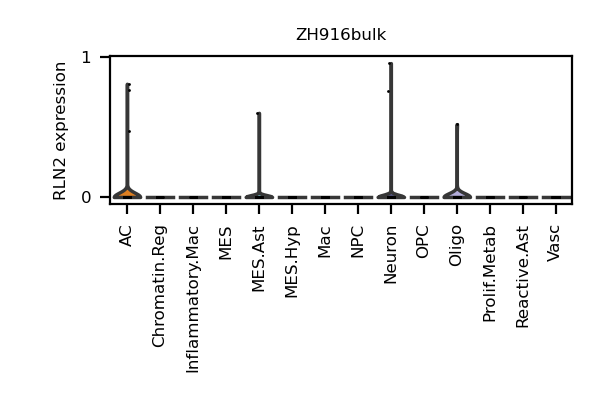 ZH916bulk
RLN2 expression
1
0
AC
Chromatin.Reg
Inflammatory.Mac
MES
MES.Ast
MES.Hyp
Mac
NPC
Neuron
OPC
Oligo
Prolif.Metab
Reactive.Ast
Vasc